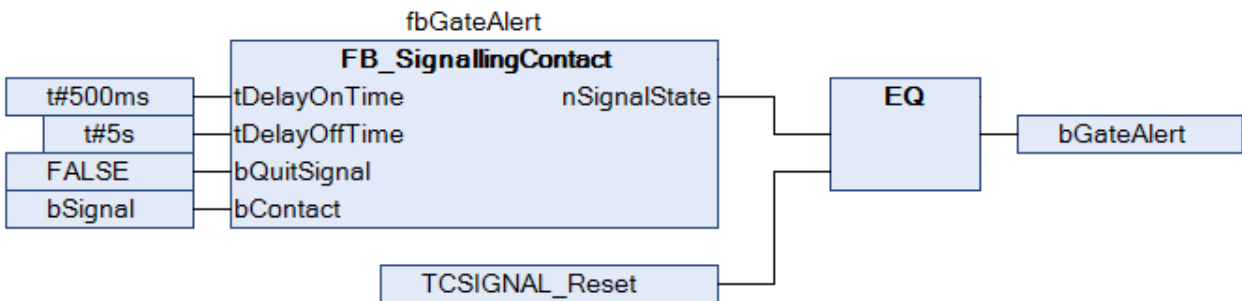 fbGateAlert
FB_SignallingContact
t#500ms tDelayOnTime nSignalState EQ
t#5s tDelayOffTime bGateAlert
FALSE bQuitSignal
bSignal bContact
TCSIGNAL_Reset